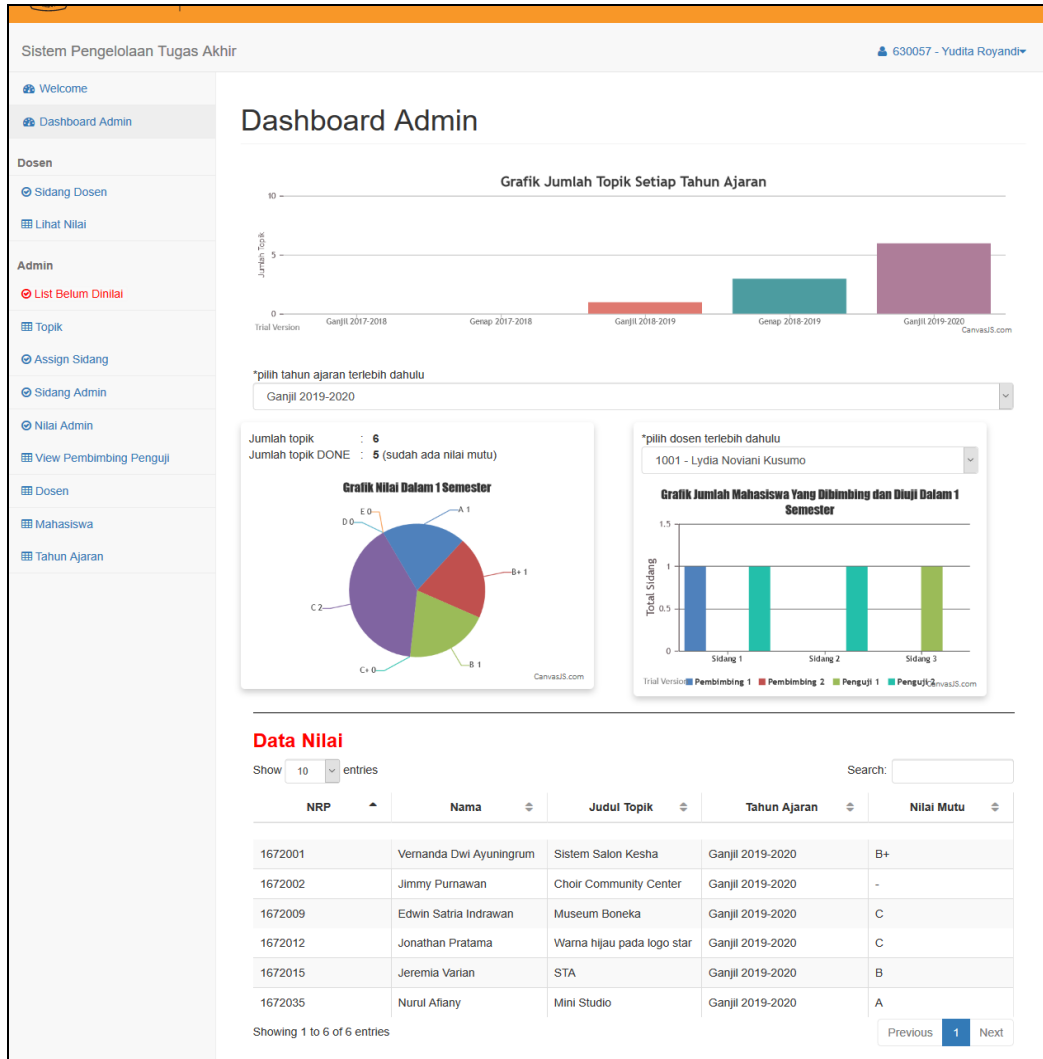 Sistem Pengelolaan Tugas Akhir
630057 - Yudita Royandi
Welcome
Dashboard Admin
Dosen
Sidang Dosen
Lihat Nilai
Admin
List Belum Dinilai
Topik
Assign Sidang
Sidang Admin
Nilai Admin
View Pembimbing Penguji
Dosen
Mahasiswa
Tahun Ajaran
Dashboard Admin
Grafik Jumlah Topik Setiap Tahun Ajaran
Jumlah Topik
10
5
0
Ganjil 2017-2018 Genap 2017-2018 Ganjil 2018-2019 Genap 2018-2019 Ganjil 2019-2020
Trial Version
CanvasJS.com
*pilih tahun ajaran terlebih dahulu
Ganjil 2019-2020
Jumlah topik : 6
Jumlah topik DONE : 5 (sudah ada nilai mutu)
Grafik Nilai Dalam 1 Semester
E 0
A 1
D 0
B+ 1
C 2
C+ 0
B 1
CanvasJS.com
*pilih dosen terlebih dahulu
1001 - Lydia Noviani Kusumo
Grafik Jumlah Mahasiswa Yang Dibimbing dan Diuji Dalam 1
Semester
Total Sidang
1.5
1
0.5
0
Sidang 1 Sidang 2 Sidang 3
Trial Version
Pembimbing 1 Pembimbing 2 Penguji 1 Penguji 2
CanvasJS.com
Data Nilai
Show 10 entries
Search:
NRP Nama Judul Topik Tahun Ajaran Nilai Mutu
1672001 Vernanda Dwi Ayuningrum Sistem Salon Kesha Ganjil 2019-2020 B+
1672002 Jimmy Purnawan Choir Community Center Ganjil 2019-2020 -
1672009 Edwin Satria Indrawan Museum Boneka Ganjil 2019-2020 C
1672012 Jonathan Pratama Warna hijau pada logo star Ganjil 2019-2020 C
1672015 Jeremia Varian STA Ganjil 2019-2020 B
1672035 Nurul Afiany Mini Studio Ganjil 2019-2020 A
Showing 1 to 6 of 6 entries
Previous 1 Next